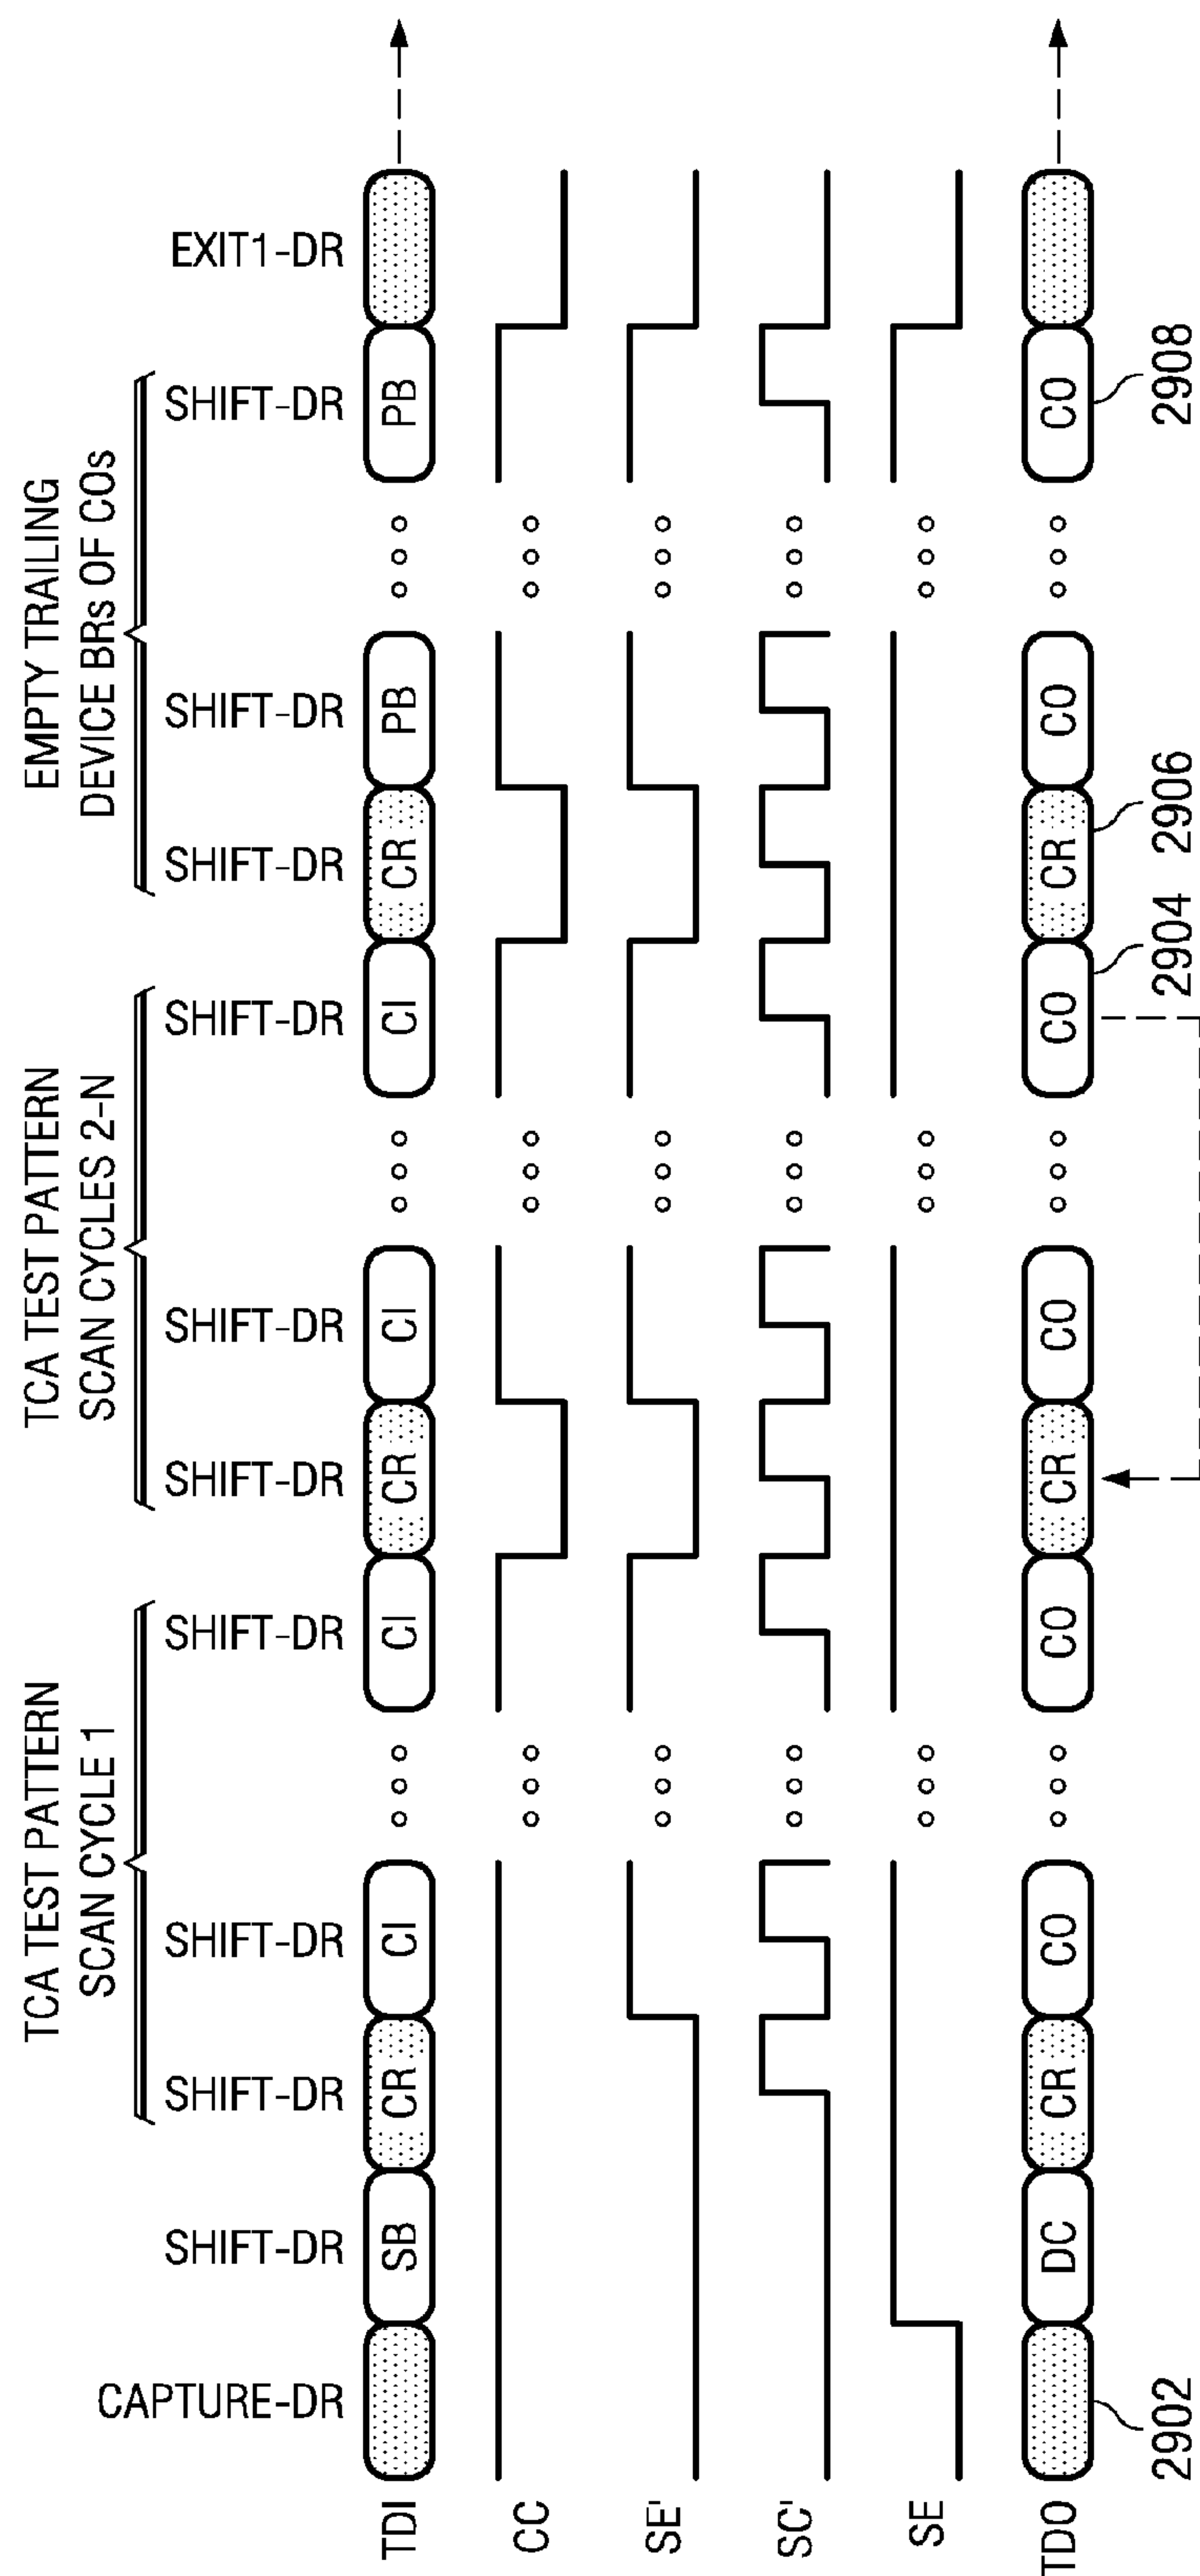 TCA TEST PATTERN
SCAN CYCLE 1
TCA TEST PATTERN
SCAN CYCLES 2-N
EMPTY TRAILING
DEVICE BRs OF COs
CAPTURE-DR
SHIFT-DR
SHIFT-DR
SHIFT-DR
SHIFT-DR
SHIFT-DR
SHIFT-DR
SHIFT-DR
SHIFT-DR
SHIFT-DR
SHIFT-DR
EXIT1-DR
TDI
SB
CR
CI
CI
CR
CI
CI
CR
PB
PB
CC
SE'
SC'
SE
TDO
DC
CR
CO
CO
CR
CO
CO
CR
CO
CO
2902
2904
2906
2908